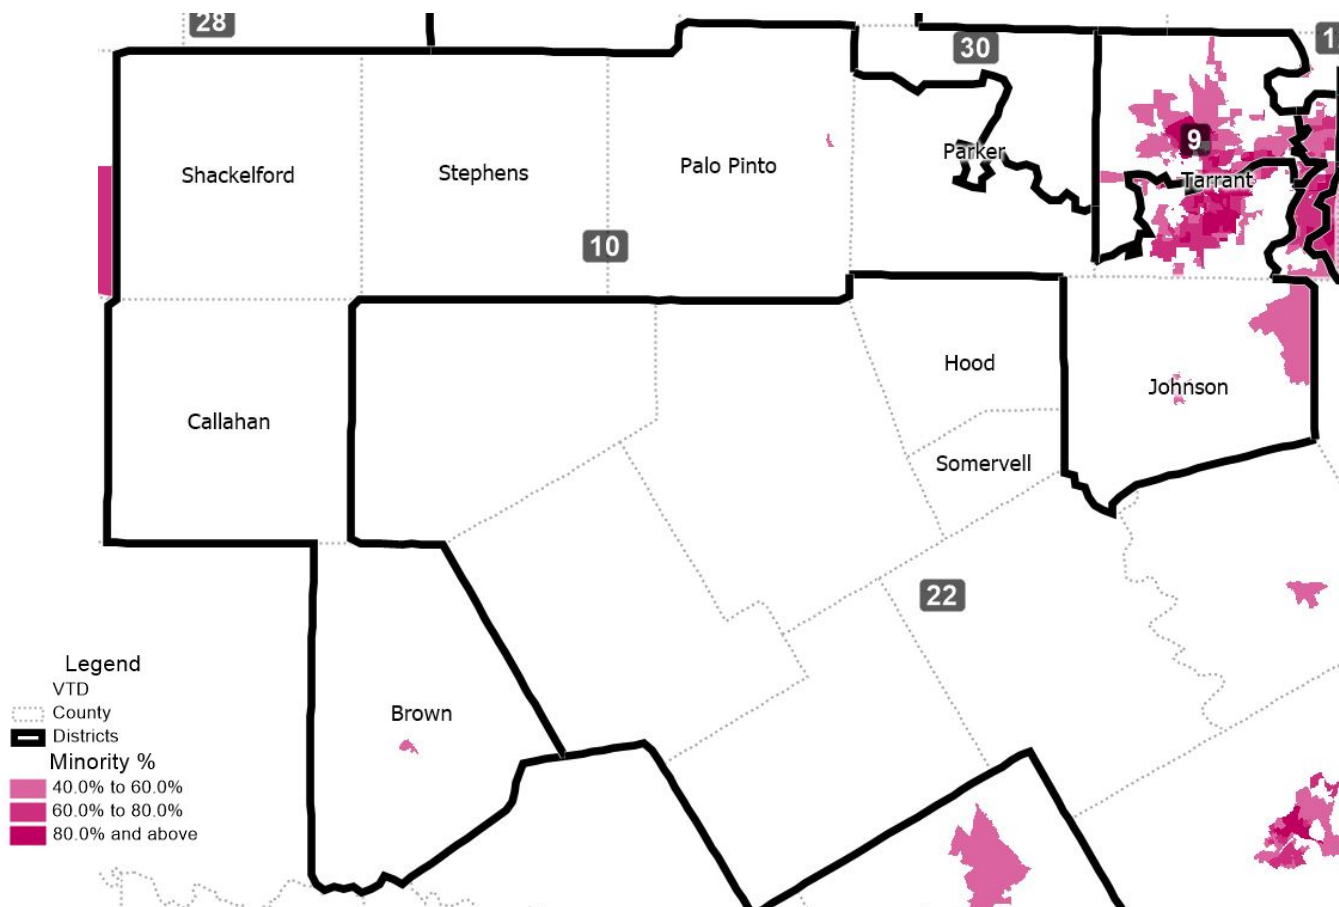 28
30
9
Shackelford
Stephens
Palo Pinto
Parker
Tarrant
10
Hood
Johnson
Callahan
Somervell
22
Brown
Legend
VTD
County
Districts
Minority %
40.0% to 60.0%
60.0% to 80.0%
80.0% and above